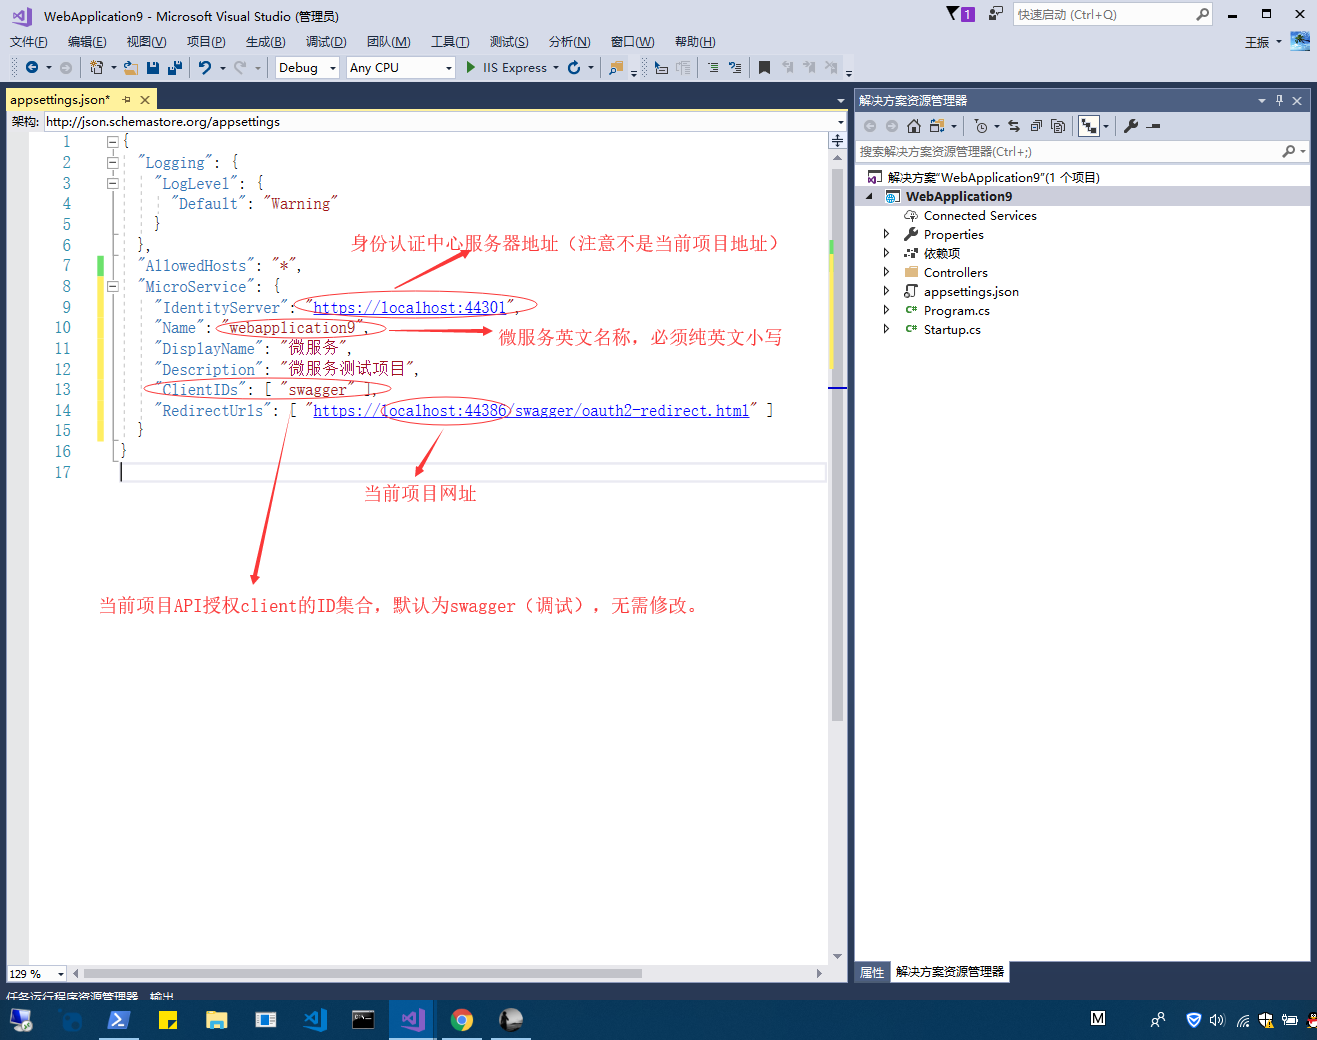 WebApplication9 - Microsoft Visual Studio (管理员)
1
快速启动 (Ctrl+Q)
文件(F) 编辑(E) 视图(V) 项目(P) 生成(B) 调试(D) 团队(M) 工具(T) 测试(S) 分析(N) 窗口(W) 帮助(H)
王振
Debug Any CPU IIS Express
appsettings.json*
架构: http://json.schemastore.org/appsettings
1 {
2 "Logging": {
3 "LogLevel": {
4 "Default": "Warning"
5 }
6 },
身份认证中心服务器地址（注意不是当前项目地址）
7 "AllowedHosts": "*",
8 "MicroService": {
9 "IdentityServer": "https://localhost:44301",
10 "Name": "webapplication9",
微服务英文名称，必须纯英文小写
11 "DisplayName": "微服务",
12 "Description": "微服务测试项目",
13 "ClientIDs": [ "swagger" ],
14 "RedirectUrls": [ "https://localhost:44386/swagger/oauth2-redirect.html" ]
15 }
16 }
17
当前项目网址
当前项目API授权client的ID集合，默认为swagger（调试），无需修改。
129 %
解决方案资源管理器
搜索解决方案资源管理器(Ctrl+;)
解决方案"WebApplication9"(1 个项目)
WebApplication9
Connected Services
Properties
依赖项
Controllers
appsettings.json
Program.cs
Startup.cs
属性 解决方案资源管理器
任务运行程序资源管理器 输出
M